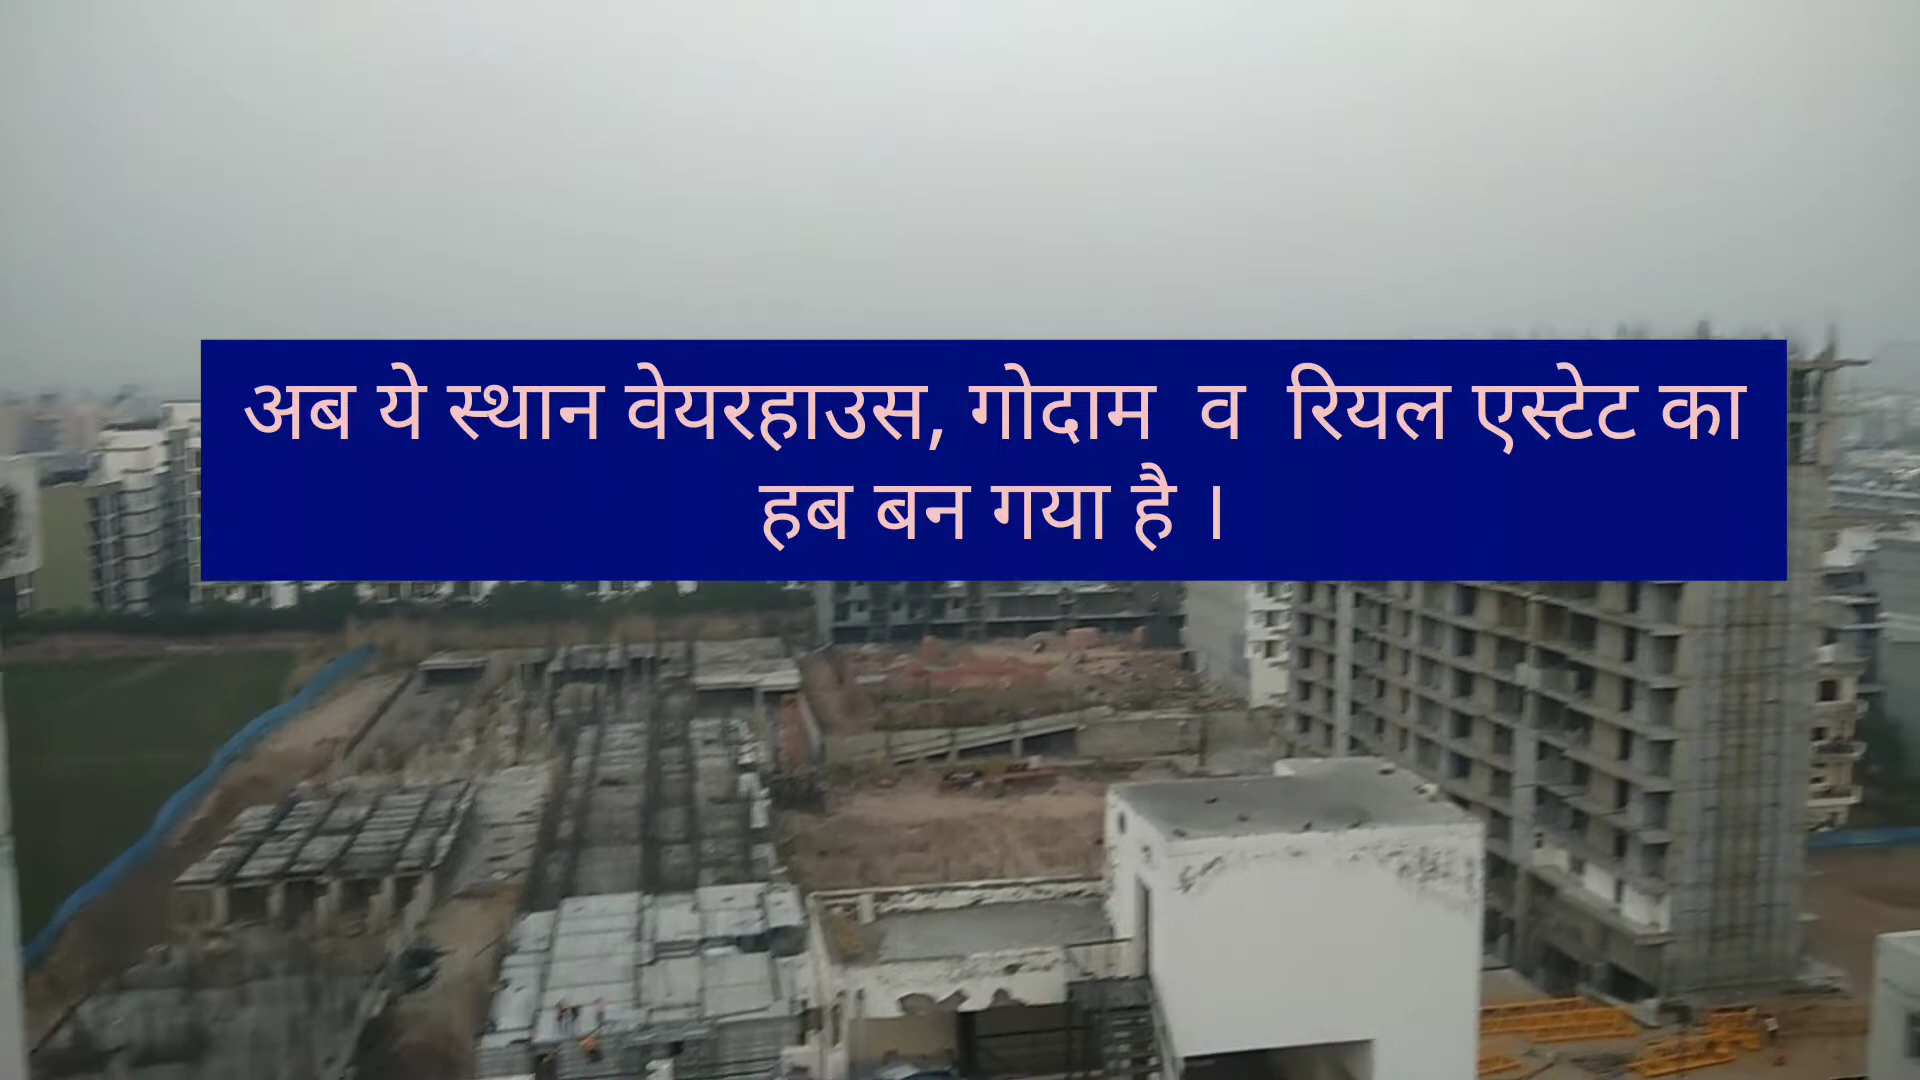 अब ये स्थान वेयरहाउस, गोदाम व रियल एस्टेट का
हब बन गया है ।